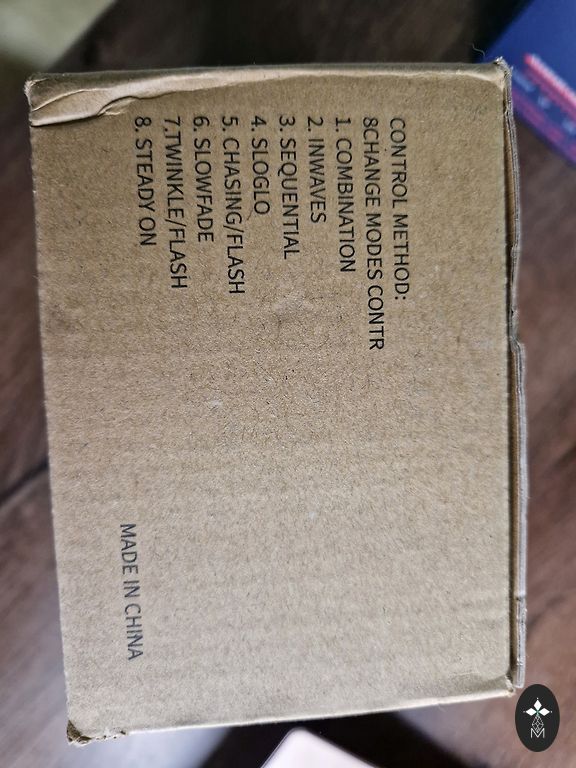 CONTROL METHOD:
8CHANGE MODES CONTR
1. COMBINATION
2. INWAVES
3. SEQUENTIAL
4. SLOGLO
5. CHASING/FLASH
6. SLOWFADE
7.TWINKLE/FLASH
8. STEADY ON
MADE IN CHINA